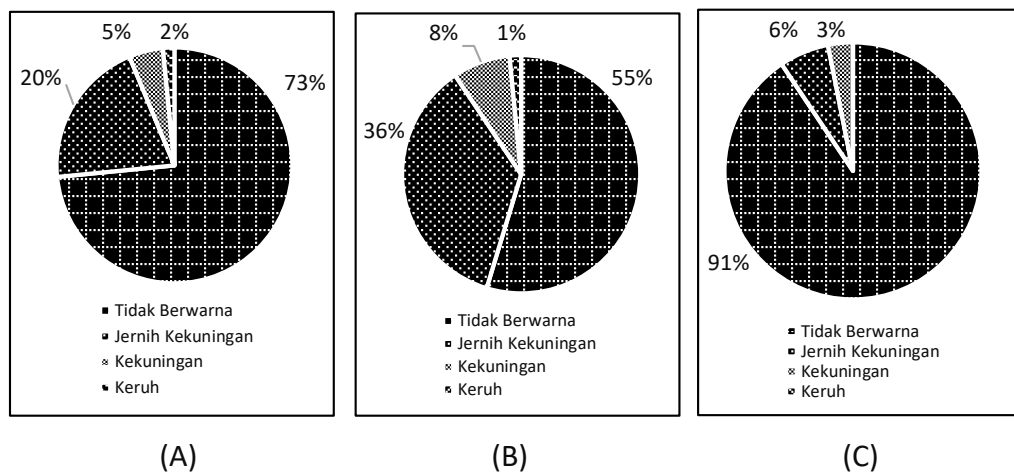 5% 2%
20%
73%
Tidak Berwarna
Jernih Kekuningan
Kekuningan
Keruh
(A)
8% 1%
55%
36%
Tidak Berwarna
Jernih Kekuningan
Kekuningan
Keruh
(B)
6% 3%
91%
Tidak Berwarna
Jernih Kekuningan
Kekuningan
Keruh
(C)